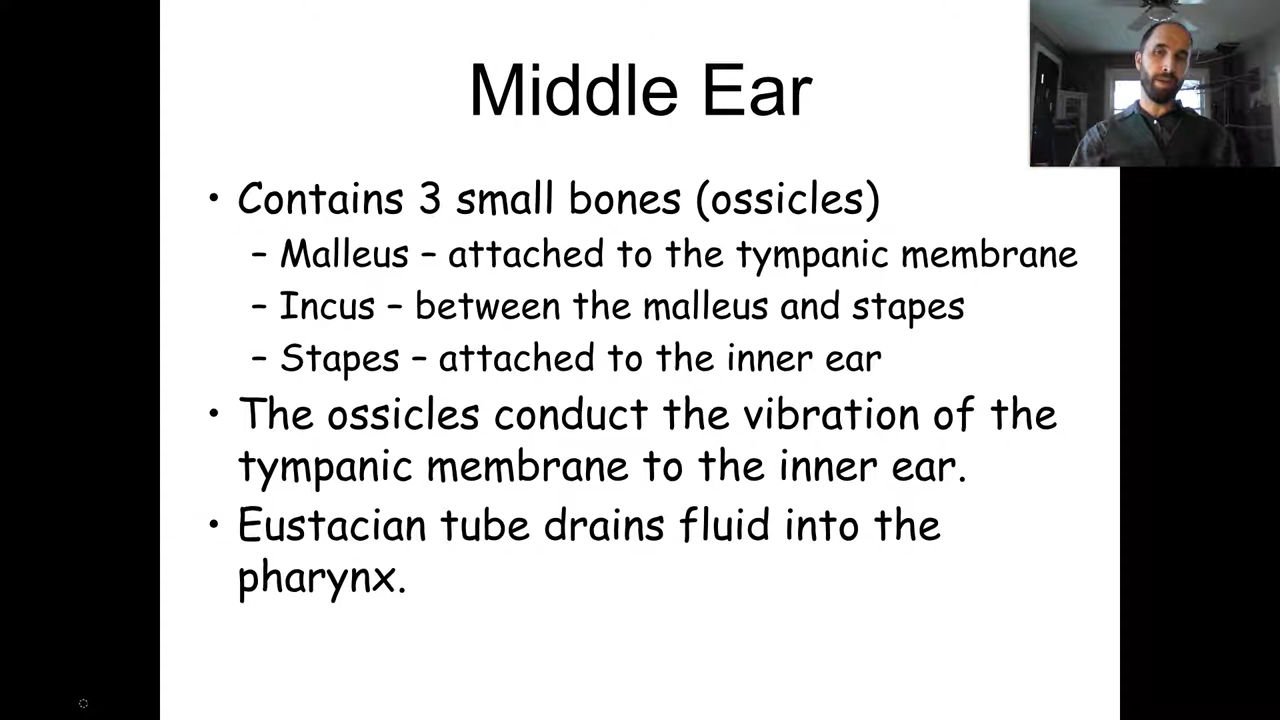 Middle Ear
• Contains 3 small bones (ossicles)
– Malleus – attached to the tympanic membrane
– Incus – between the malleus and stapes
– Stapes – attached to the inner ear
• The ossicles conduct the vibration of the
tympanic membrane to the inner ear.
• Eustacian tube drains fluid into the
pharynx.